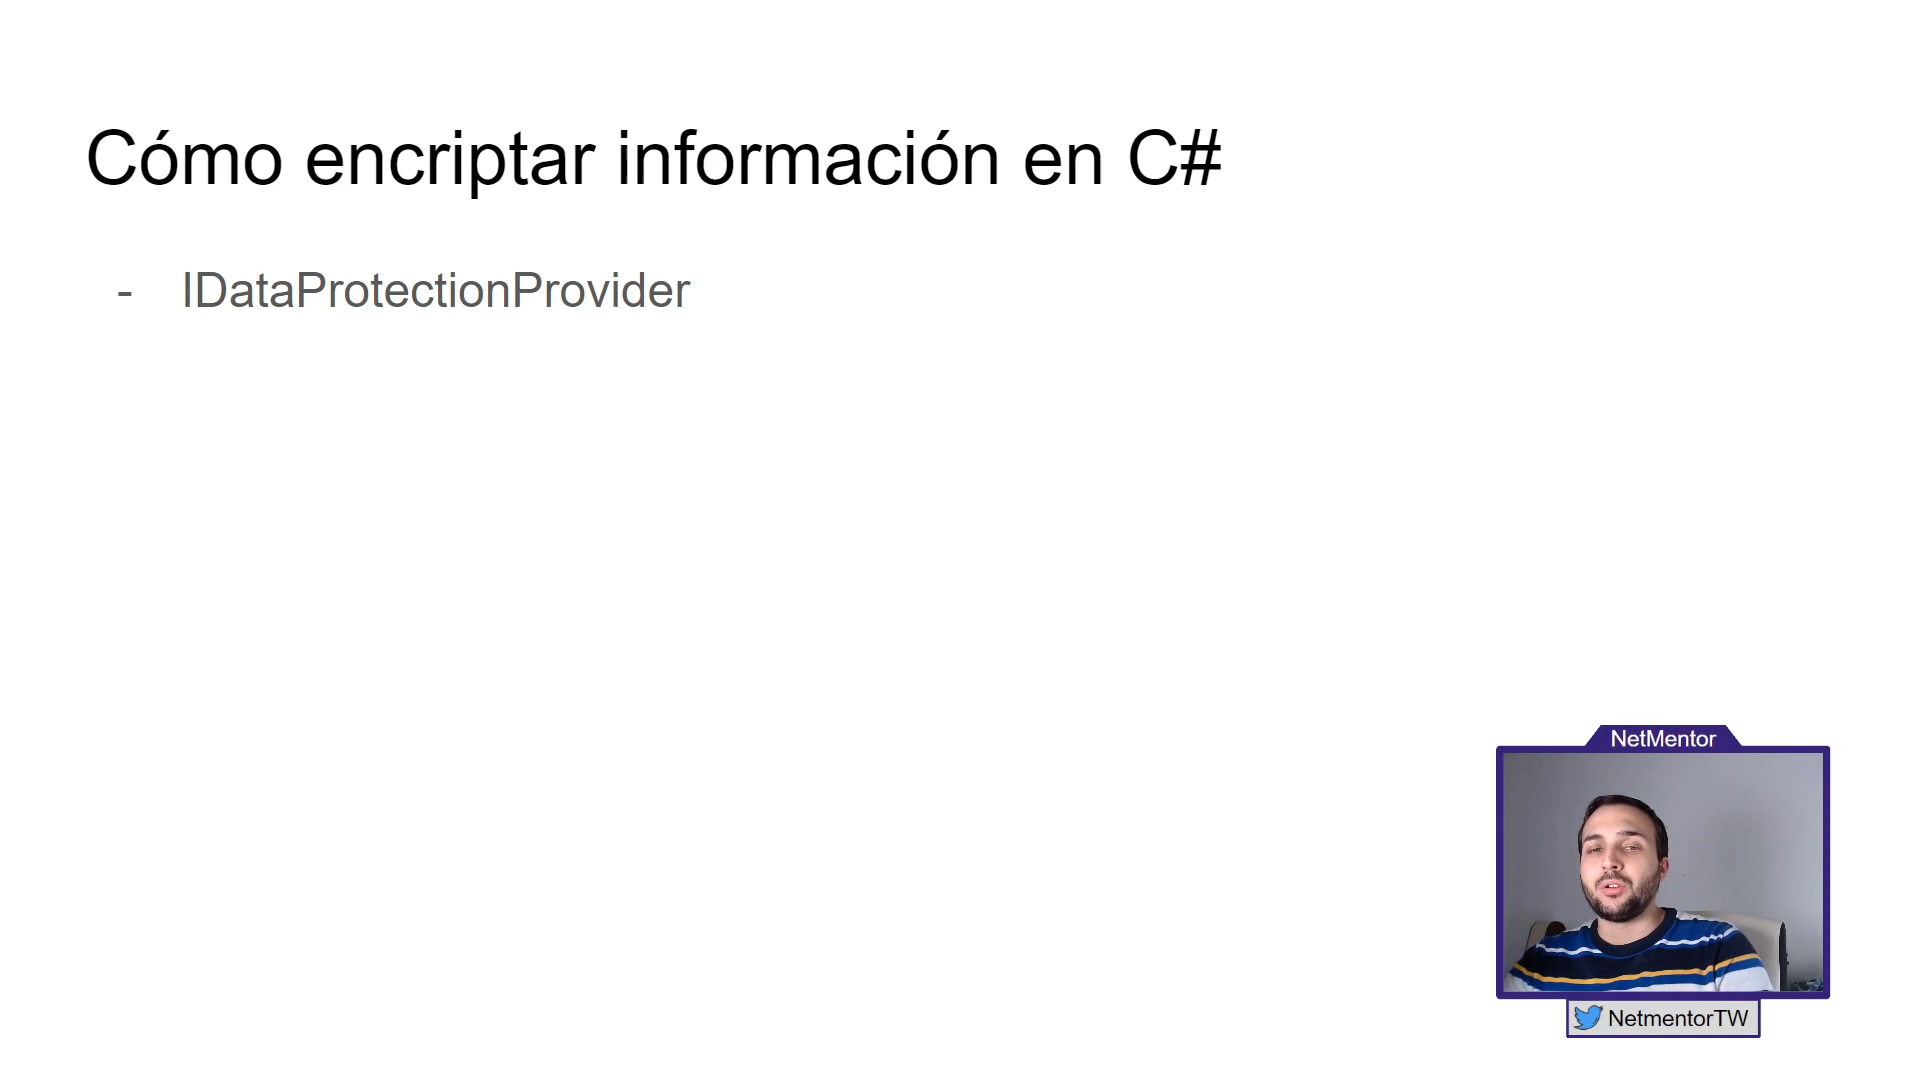 Cómo encriptar información en C#
- IDataProtectionProvider
NetMentor
NetmentorTW